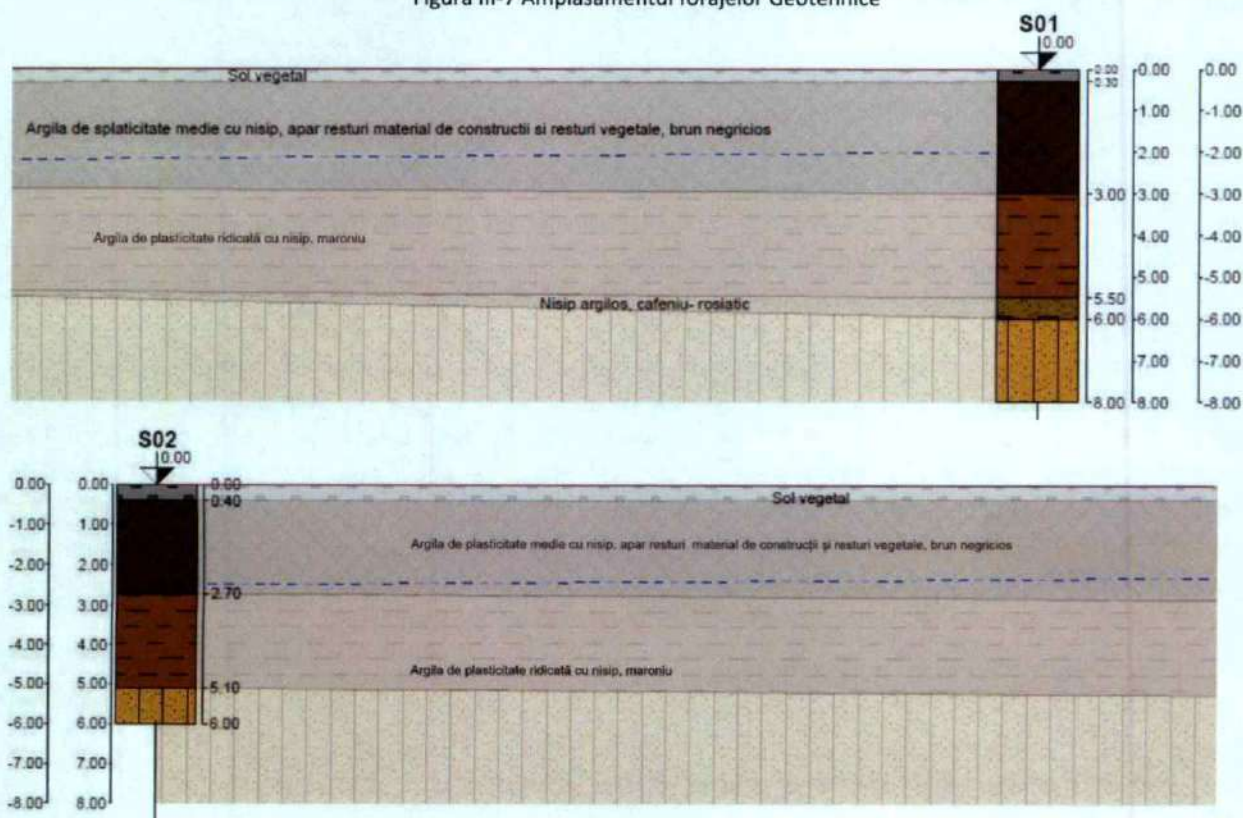 Figura III-7 Amplasamentul forajelor Geotehnice
S01
0.00
Sol vegetal
0.00 0.00 0.00
0.30
Argila de splaticitate medie cu nisip, apar resturi material de constructii si resturi vegetale, brun negricios
1.00 -1.00
2.00 -2.00
3.00 3.00 -3.00
Argila de plasticitate ridicată cu nisip, maroniu
4.00 -4.00
5.00 -5.00
Nisip argilos, cafeniu- rosiatic
5.50
6.00 6.00 -6.00
7.00 -7.00
8.00 8.00 -8.00
S02
0.00
0.00 0.00 0.00
0.40
Sol vegetal
-1.00 1.00
Argila de plasticitate medie cu nisip, apar resturi material de construcții și resturi vegetale, brun negricios
-2.00 2.00
2.70
-3.00 3.00
-4.00 4.00
Argila de plasticitate ridicată cu nisip, maroniu
-5.00 5.00 5.10
-6.00 6.00 6.00
-7.00 7.00
-8.00 8.00